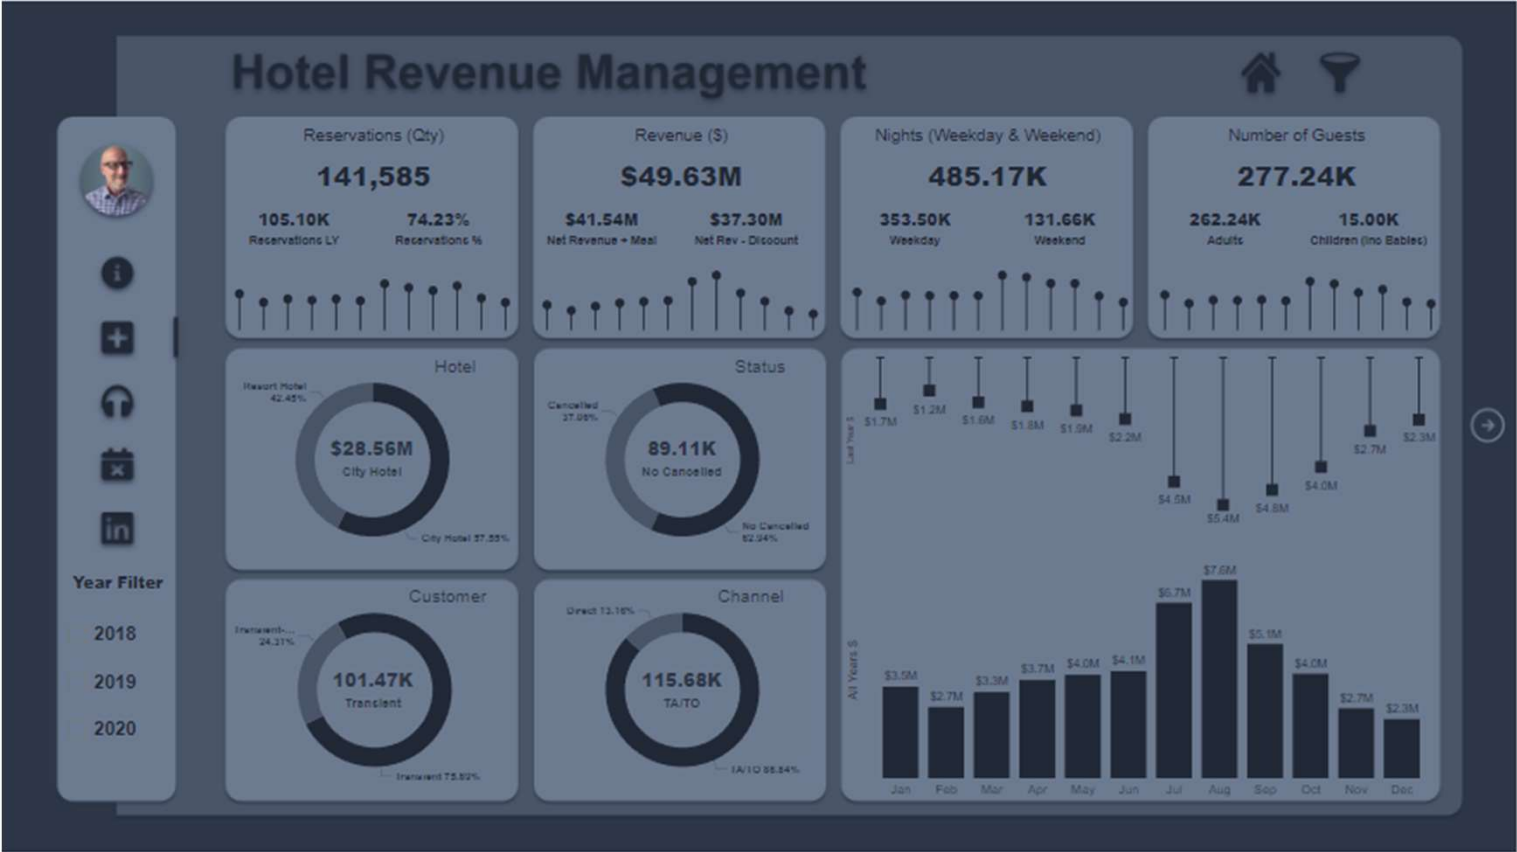 Hotel Revenue Management
Reservations (Qty)
141,585
105.10K
Reservations LY
74.23%
Reservations %
Revenue ($)
$49.63M
$41.54M
Net Revenue + Meal
$37.30M
Net Rev - Discount
Nights (Weekday & Weekend)
485.17K
353.50K
Weekday
131.66K
Weekend
Number of Guests
277.24K
262.24K
Adults
15.00K
Children (Inc Babies)
in
Year Filter
2018
2019
2020
Hotel
Resort Hotel
42.45%
$28.56M
City Hotel
City Hotel 57.55%
Status
Cancelled
37.06%
89.11K
No Cancelled
No Cancelled
62.94%
Customer
Transient-...
24.31%
101.47K
Transient
Transient 75.69%
Channel
Direct 13.16%
115.68K
TA/TO
TA/TO 86.84%
Last Year $
$1.7M
$1.2M
$1.6M
$1.8M
$1.9M
$2.2M
$4.5M
$5.4M
$4.8M
$4.0M
$2.7M
$2.3M
All Years $
$3.5M
$2.7M
$3.3M
$3.7M
$4.0M
$4.1M
$6.7M
$7.6M
$5.1M
$4.0M
$2.7M
$2.3M
Jan
Feb
Mar
Apr
May
Jun
Jul
Aug
Sep
Oct
Nov
Dec